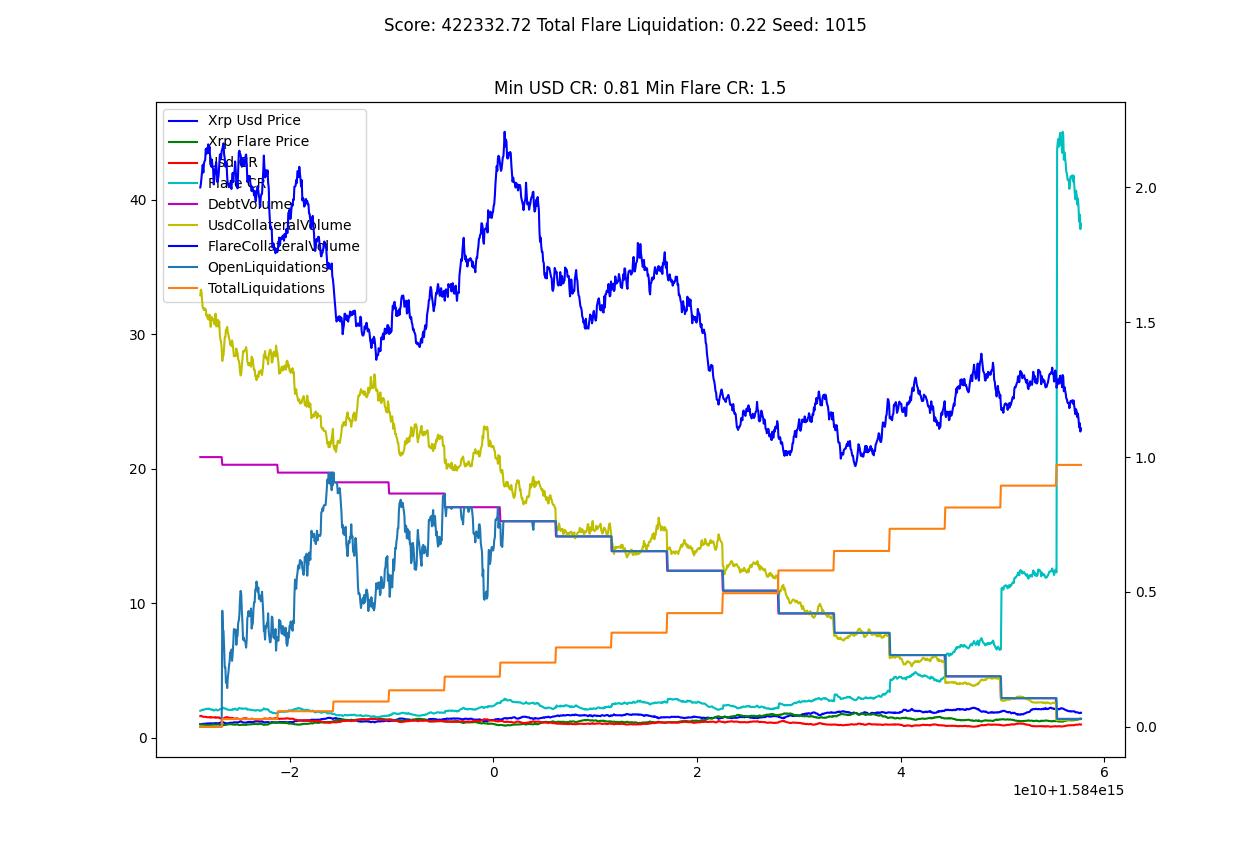 Score: 422332.72 Total Flare Liquidation: 0.22 Seed: 1015
Min USD CR: 0.81 Min Flare CR: 1.5
Xrp Usd Price
Xrp Flare Price
Usd CR
Flare CR
DebtVolume
UsdCollateralVolume
FlareCollateralVolume
OpenLiquidations
TotalLiquidations
40
30
20
10
0
2.0
1.5
1.0
0.5
0.0
−2
0
2
4
6
1e10+1.584e15